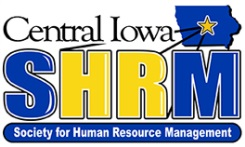 Central Iowa
SHRM
Society for Human Resource Management